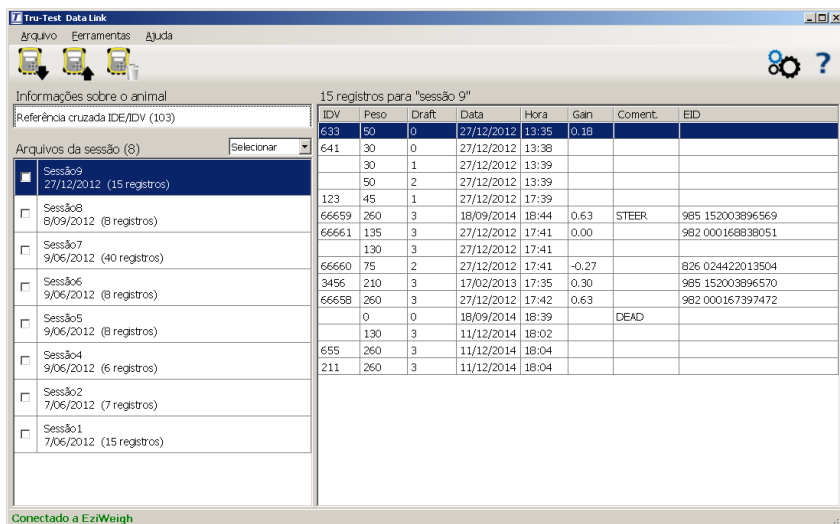 Tru-Test Data Link
Arquivo Ferramentas Ajuda
Informações sobre o animal
Referência cruzada IDE/IDV (103)
Arquivos da sessão (8) Selecionar
Sessão9
27/12/2012 (15 registros)
Sessão8
8/09/2012 (8 registros)
Sessão7
9/06/2012 (40 registros)
Sessão6
9/06/2012 (8 registros)
Sessão5
9/06/2012 (8 registros)
Sessão4
9/06/2012 (6 registros)
Sessão2
7/06/2012 (7 registros)
Sessão1
7/06/2012 (15 registros)
15 registros para "sessão 9"
IDV Peso Draft Data Hora Gain Coment. EID
633 50 0 27/12/2012 13:35 0.18
641 30 0 27/12/2012 13:38
30 1 27/12/2012 13:39
50 2 27/12/2012 13:39
123 45 1 27/12/2012 17:39
66659 260 3 18/09/2014 18:44 0.63 STEER 985 152003896569
66661 135 3 27/12/2012 17:41 0.00 982 000168838051
130 3 27/12/2012 17:41
66660 75 2 27/12/2012 17:41 -0.27 826 024422013504
3456 210 3 17/02/2013 17:35 0.30 985 152003896570
66658 260 3 27/12/2012 17:42 0.63 982 000167397472
0 0 18/09/2014 18:39 DEAD
130 3 11/12/2014 18:02
655 260 3 11/12/2014 18:04
211 260 3 11/12/2014 18:04
Conectado a EziWeigh